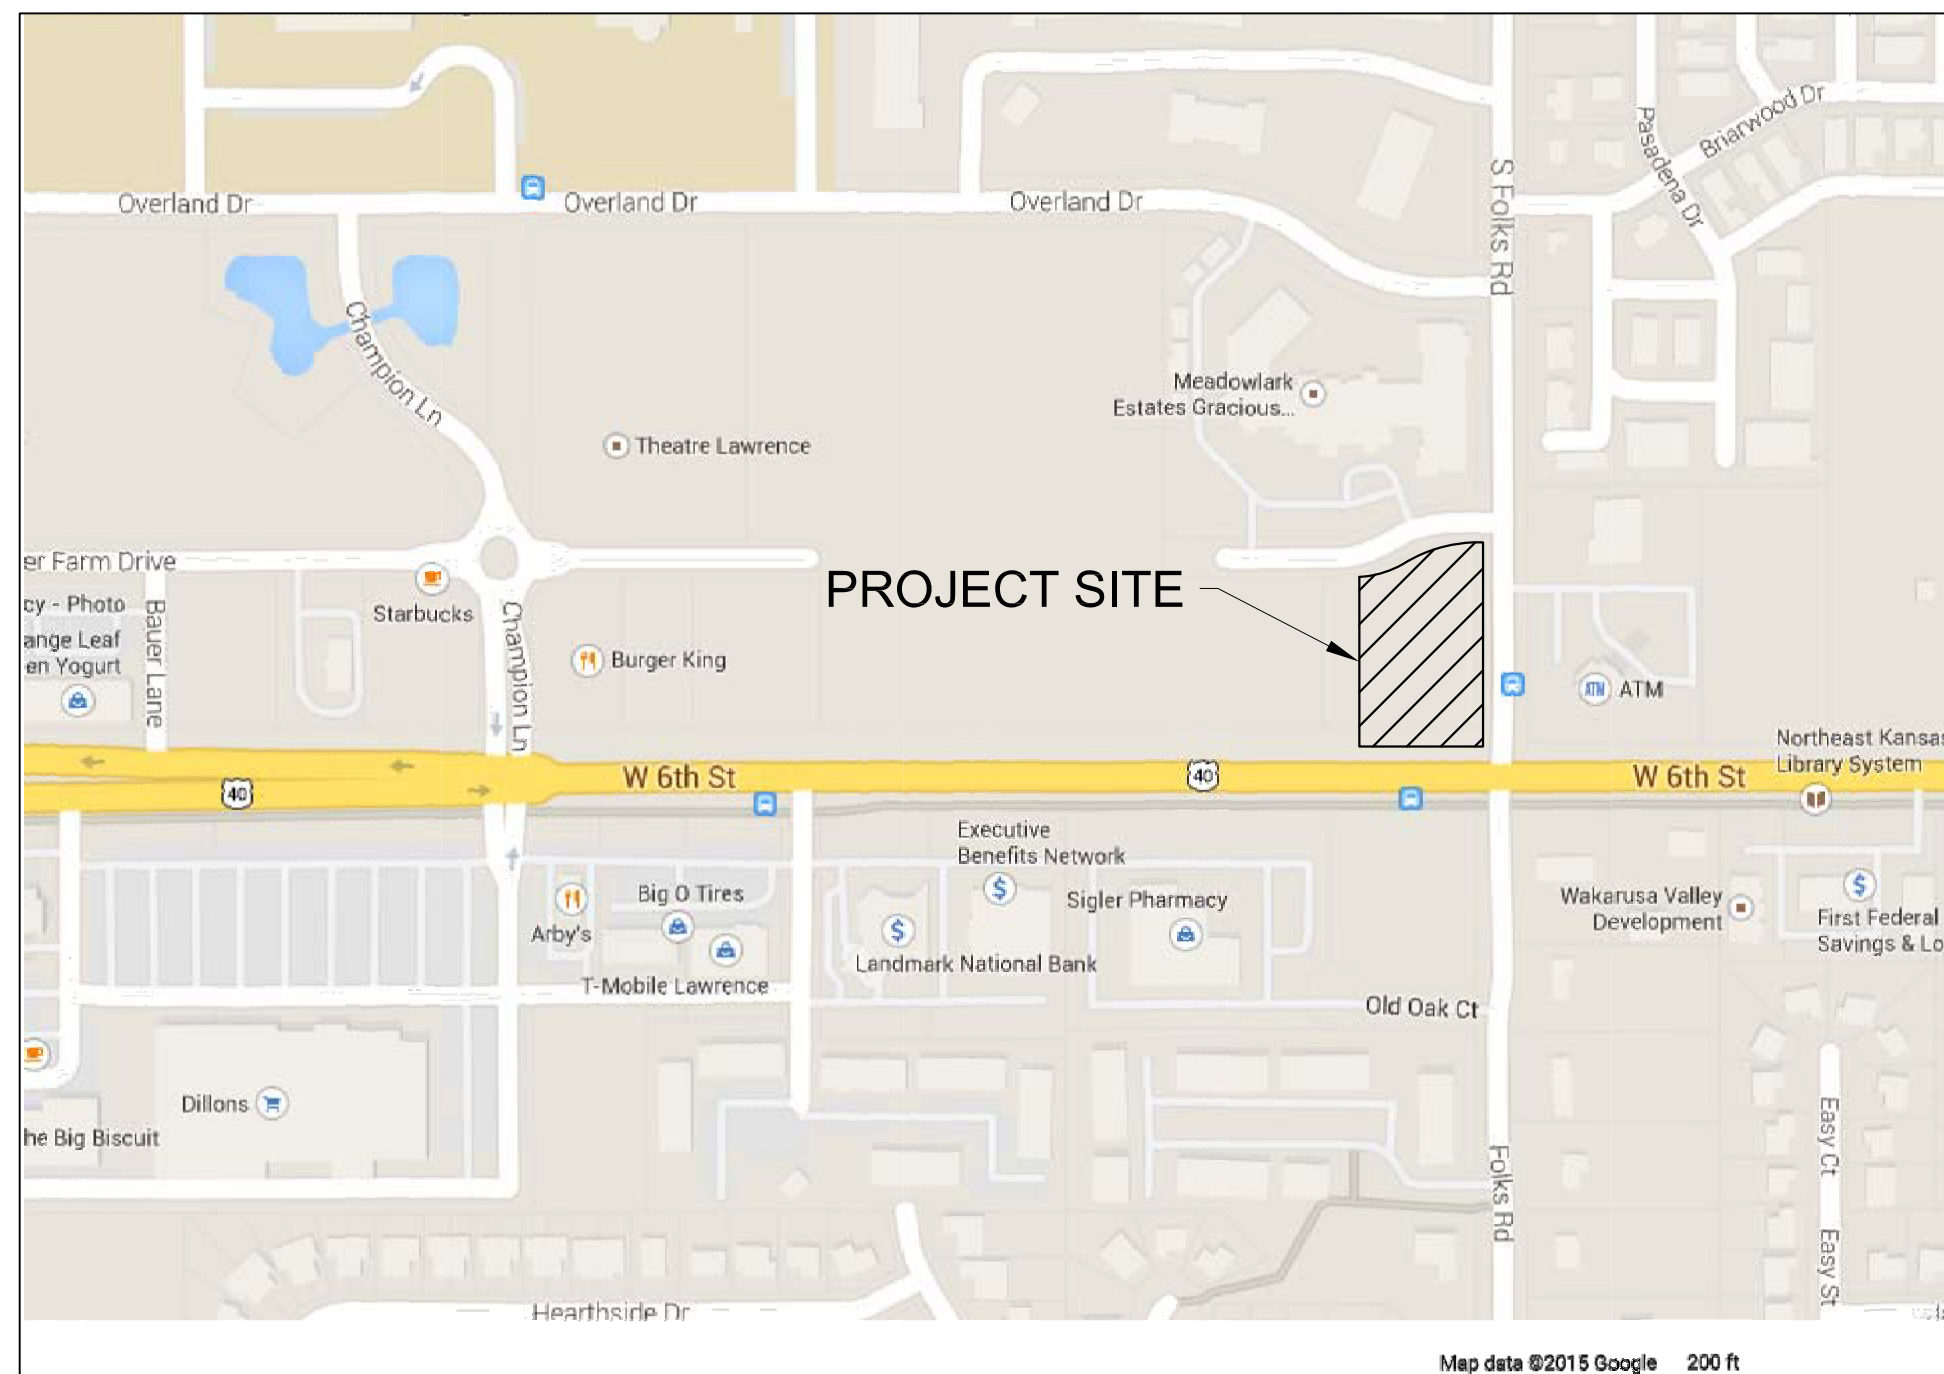 Overland Dr
Overland Dr
Overland Dr
S Folks Rd
Pasadena Dr
Briarwood Dr
Champion Ln
Meadowlark
Estates Gracious...
Theatre Lawrence
er Farm Drive
cy - Photo
ange Leaf
en Yogurt
Bauer Lane
Starbucks
Champion Ln
Burger King
PROJECT SITE
ATM ATM
Northeast Kansas
Library System
40
W 6th St
40
W 6th St
Executive
Benefits Network
Big O Tires
Arby's
T-Mobile Lawrence
Landmark National Bank
Sigler Pharmacy
Wakarusa Valley
Development
First Federal
Savings & Lo
Old Oak Ct
Dillons
he Big Biscuit
Folks Rd
Easy Ct
Easy St
Hearthside Dr
Map data ©2015 Google 200 ft